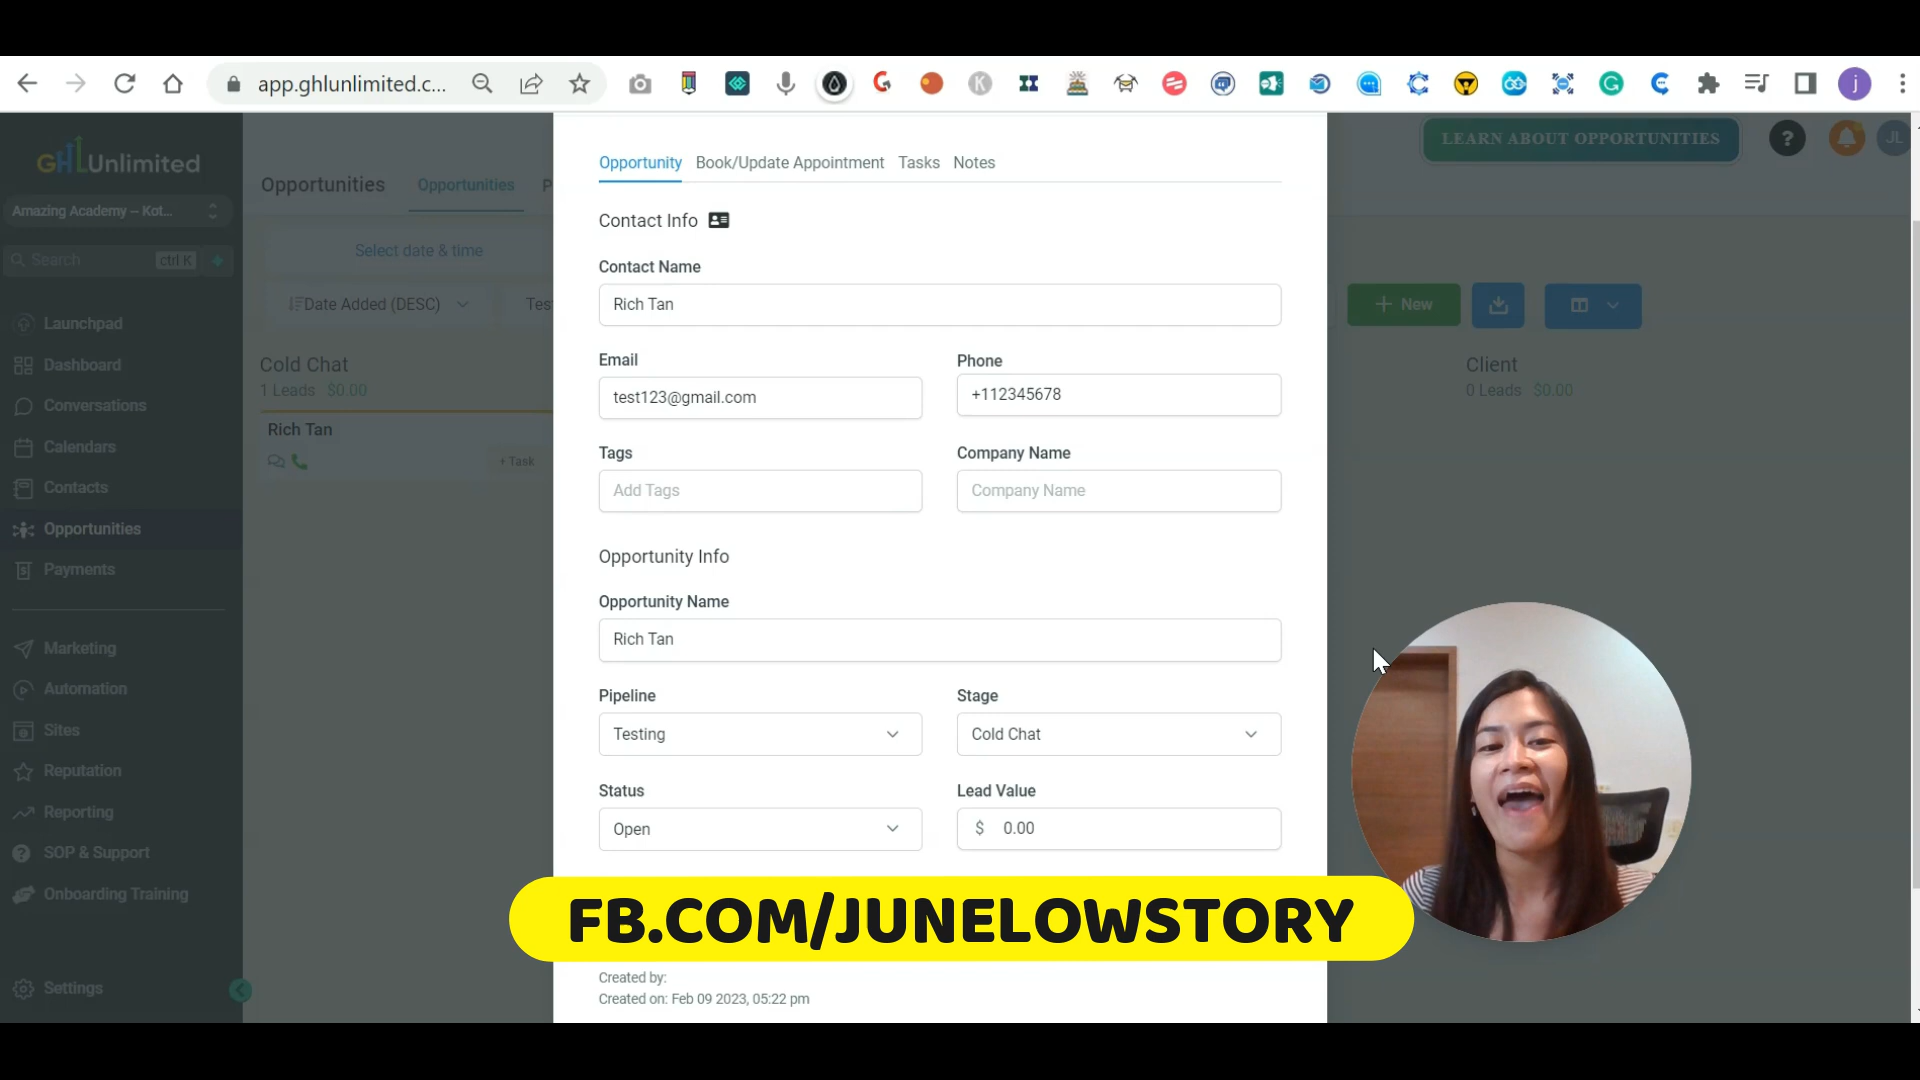 app.ghlunlimited.c...
j
LEARN ABOUT OPPORTUNITIES
?
JL
GHLUnlimited
Amazing Academy – Kot...
Search
ctrl K
Launchpad
Dashboard
Conversations
Calendars
Contacts
Opportunities
Payments
Marketing
Automation
Sites
Reputation
Reporting
SOP & Support
Onboarding Training
Settings
Opportunities
Opportunities
P
Select date & time
Date Added (DESC)
Tes
Cold Chat
1 Leads $0.00
Rich Tan
+ Task
Opportunity
Book/Update Appointment
Tasks
Notes
Contact Info
Contact Name
Rich Tan
Email
Phone
test123@gmail.com
+112345678
Tags
Company Name
Add Tags
Company Name
Opportunity Info
Opportunity Name
Rich Tan
Pipeline
Stage
Testing
Cold Chat
Status
Lead Value
Open
$ 0.00
FB.COM/JUNELOWSTORY
Created by:
Created on: Feb 09 2023, 05:22 pm
+ New
Client
0 Leads $0.00